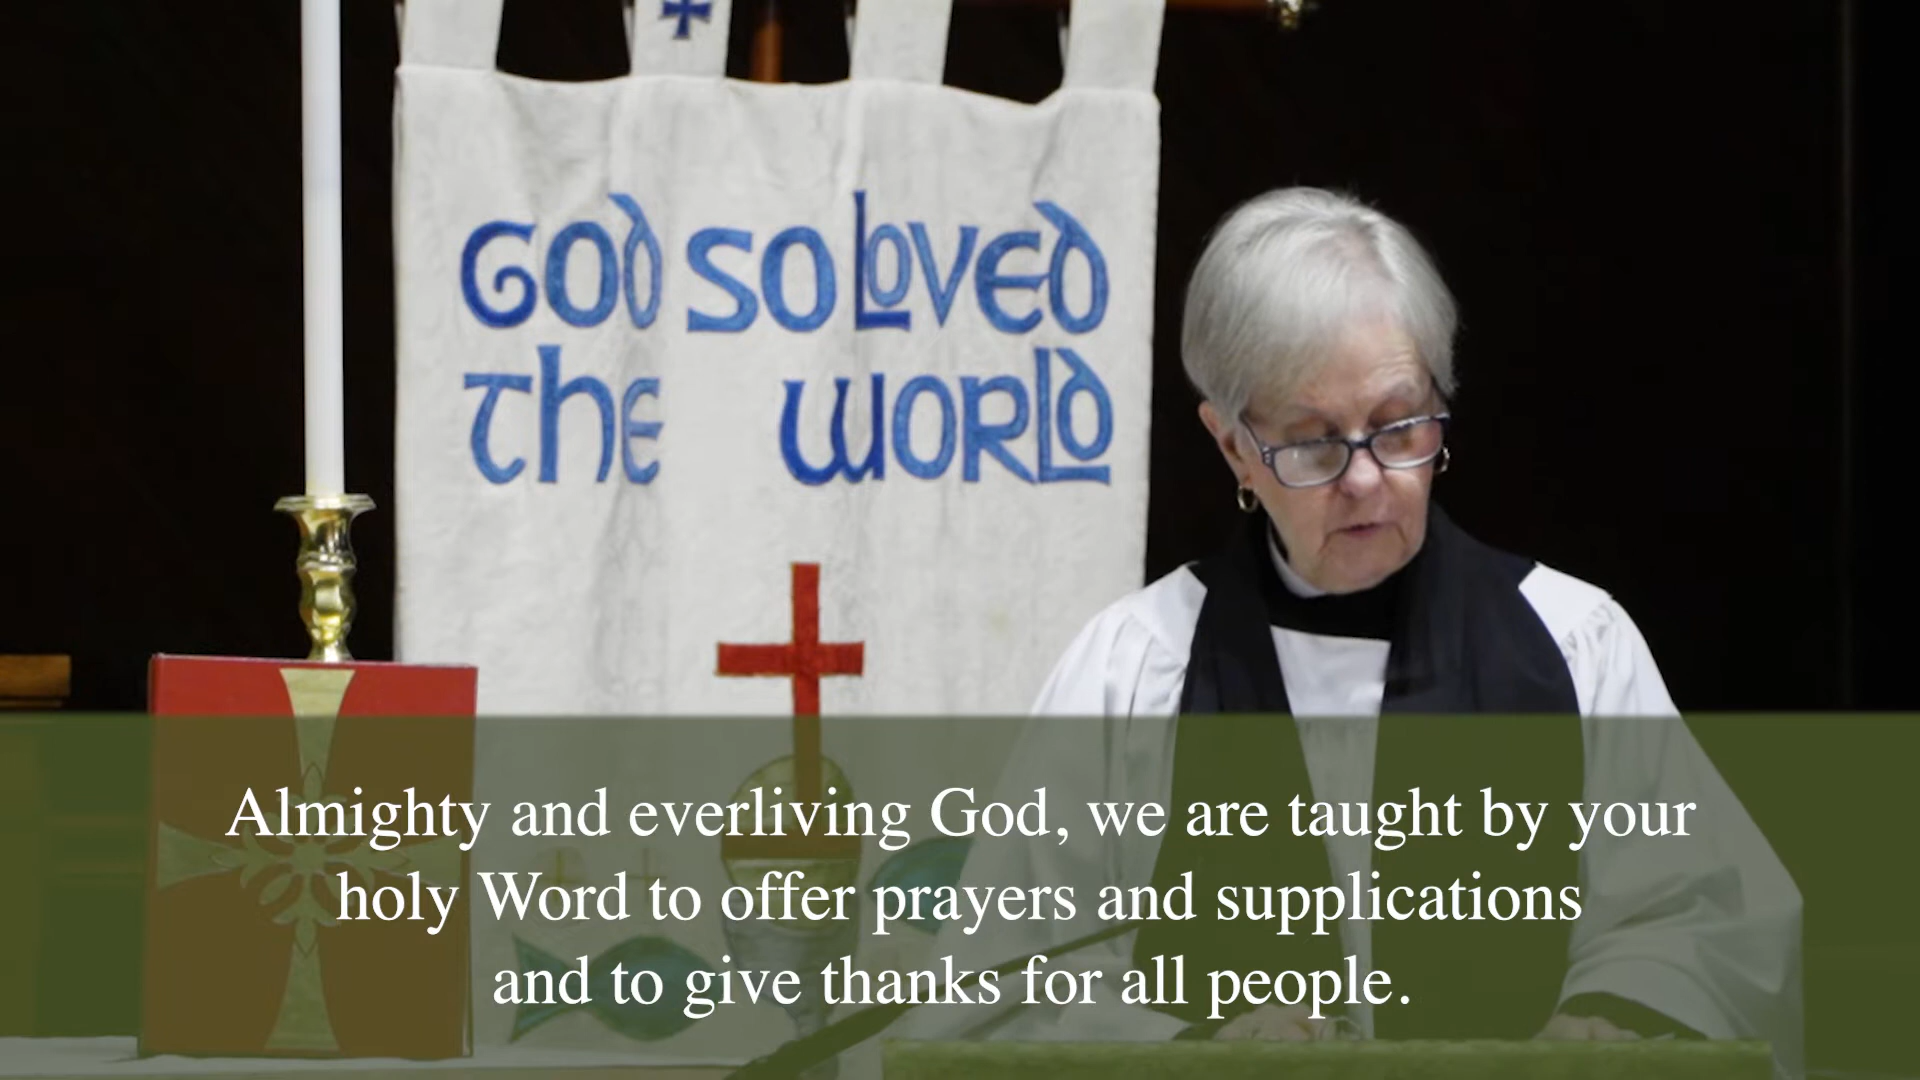 GOD SO LOVED
THE WORLD
Almighty and everliving God, we are taught by your
holy Word to offer prayers and supplications
and to give thanks for all people.